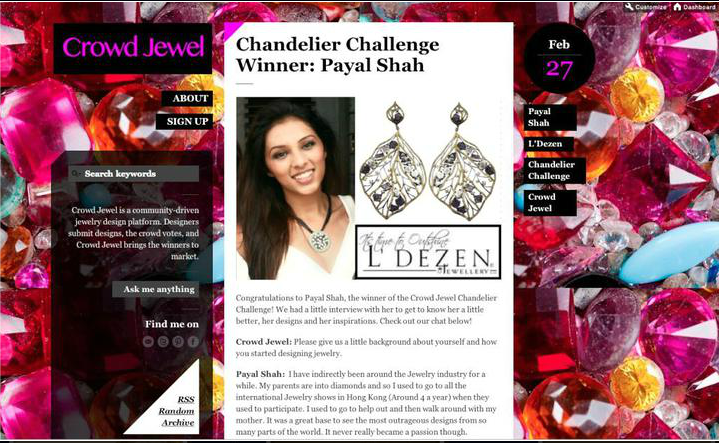 Customize Dashboard
Crowd Jewel
ABOUT
SIGN UP
Search keywords
Crowd Jewel is a community-driven
jewelry design platform. Designers
submit designs, the crowd votes, and
Crowd Jewel brings the winners to
market.
Ask me anything
Find me on
RSS
Random
Archive
Chandelier Challenge
Winner: Payal Shah
It's time to Outshine
L'DEZEN
JEWELLERY
Congratulations to Payal Shah, the winner of the Crowd Jewel Chandelier
Challenge! We had a little interview with her to get to know her a little
better, her designs and her inspirations. Check out our chat below!
Crowd Jewel: Please give us a little background about yourself and how
you started designing jewelry.
Payal Shah: I have indirectly been around the Jewelry industry for a
while. My parents are into diamonds and so I used to go to all the
international Jewelry shows in Hong Kong (Around 4 a year) when they
used to participate. I used to go to help out and then walk around with my
mother. It was a great base to see the most outrageous designs from so
many parts of the world. It never really became a passion though.
Feb
27
Payal
Shah
L'Dezen
Chandelier
Challenge
Crowd
Jewel